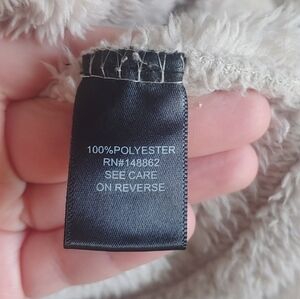 100%POLYESTER
RN#148862
SEE CARE
ON REVERSE